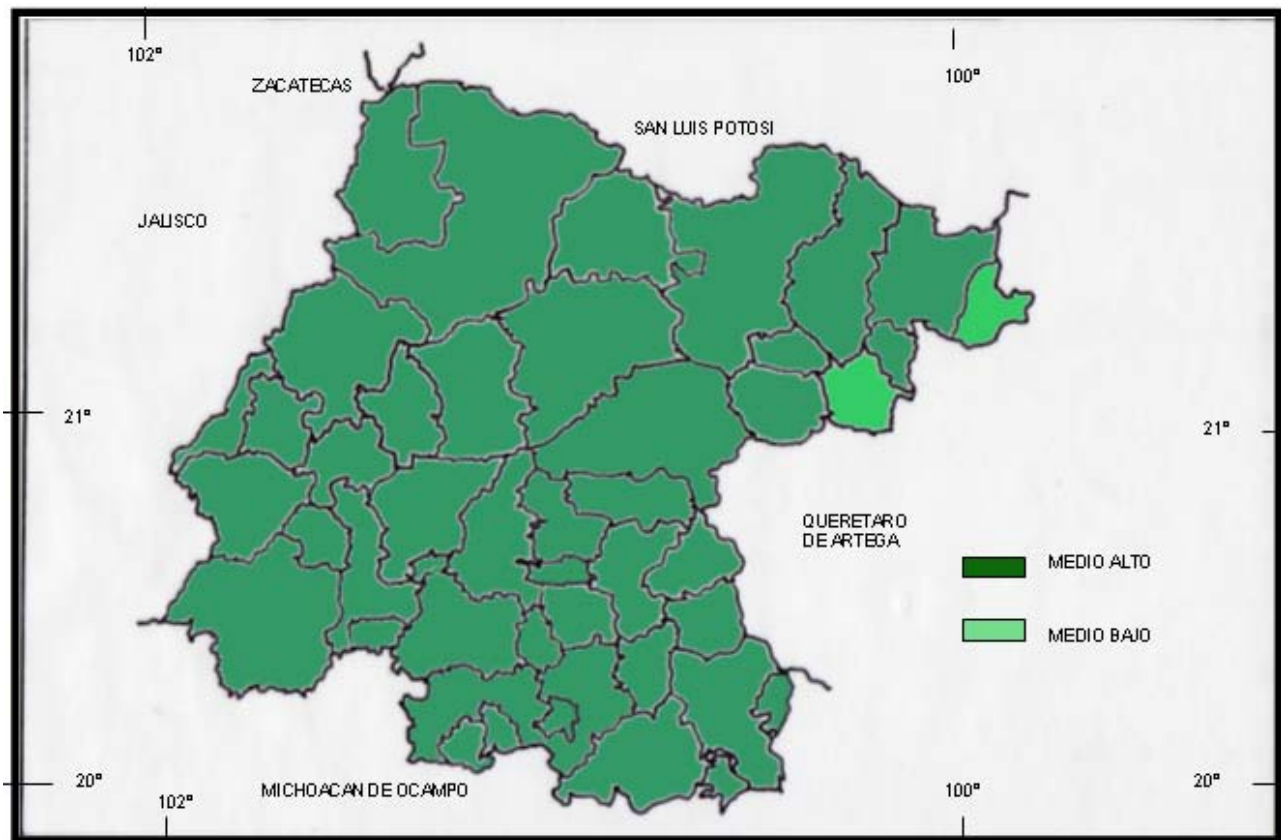 102°
100°
ZACATECAS
SAN LUIS POTOSI
JALISCO
21°
21°
QUERETARO
DE ARTEGA
MEDIO ALTO
MEDIO BAJO
20°
20°
MICHOACAN DE OCAMPO
102°
100°